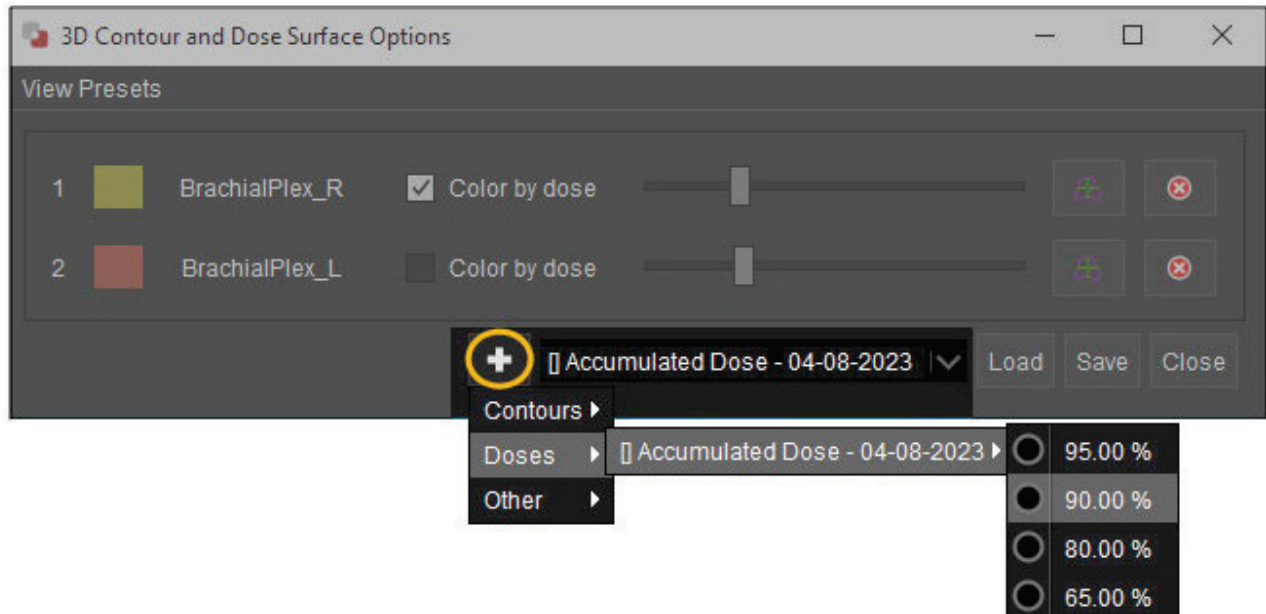 3D Contour and Dose Surface Options
View Presets
1 BrachialPlex_R Color by dose
2 BrachialPlex_L Color by dose
[] Accumulated Dose - 04-08-2023 Load Save Close
Contours
Doses [] Accumulated Dose - 04-08-2023 95.00 %
Other 90.00 %
80.00 %
65.00 %